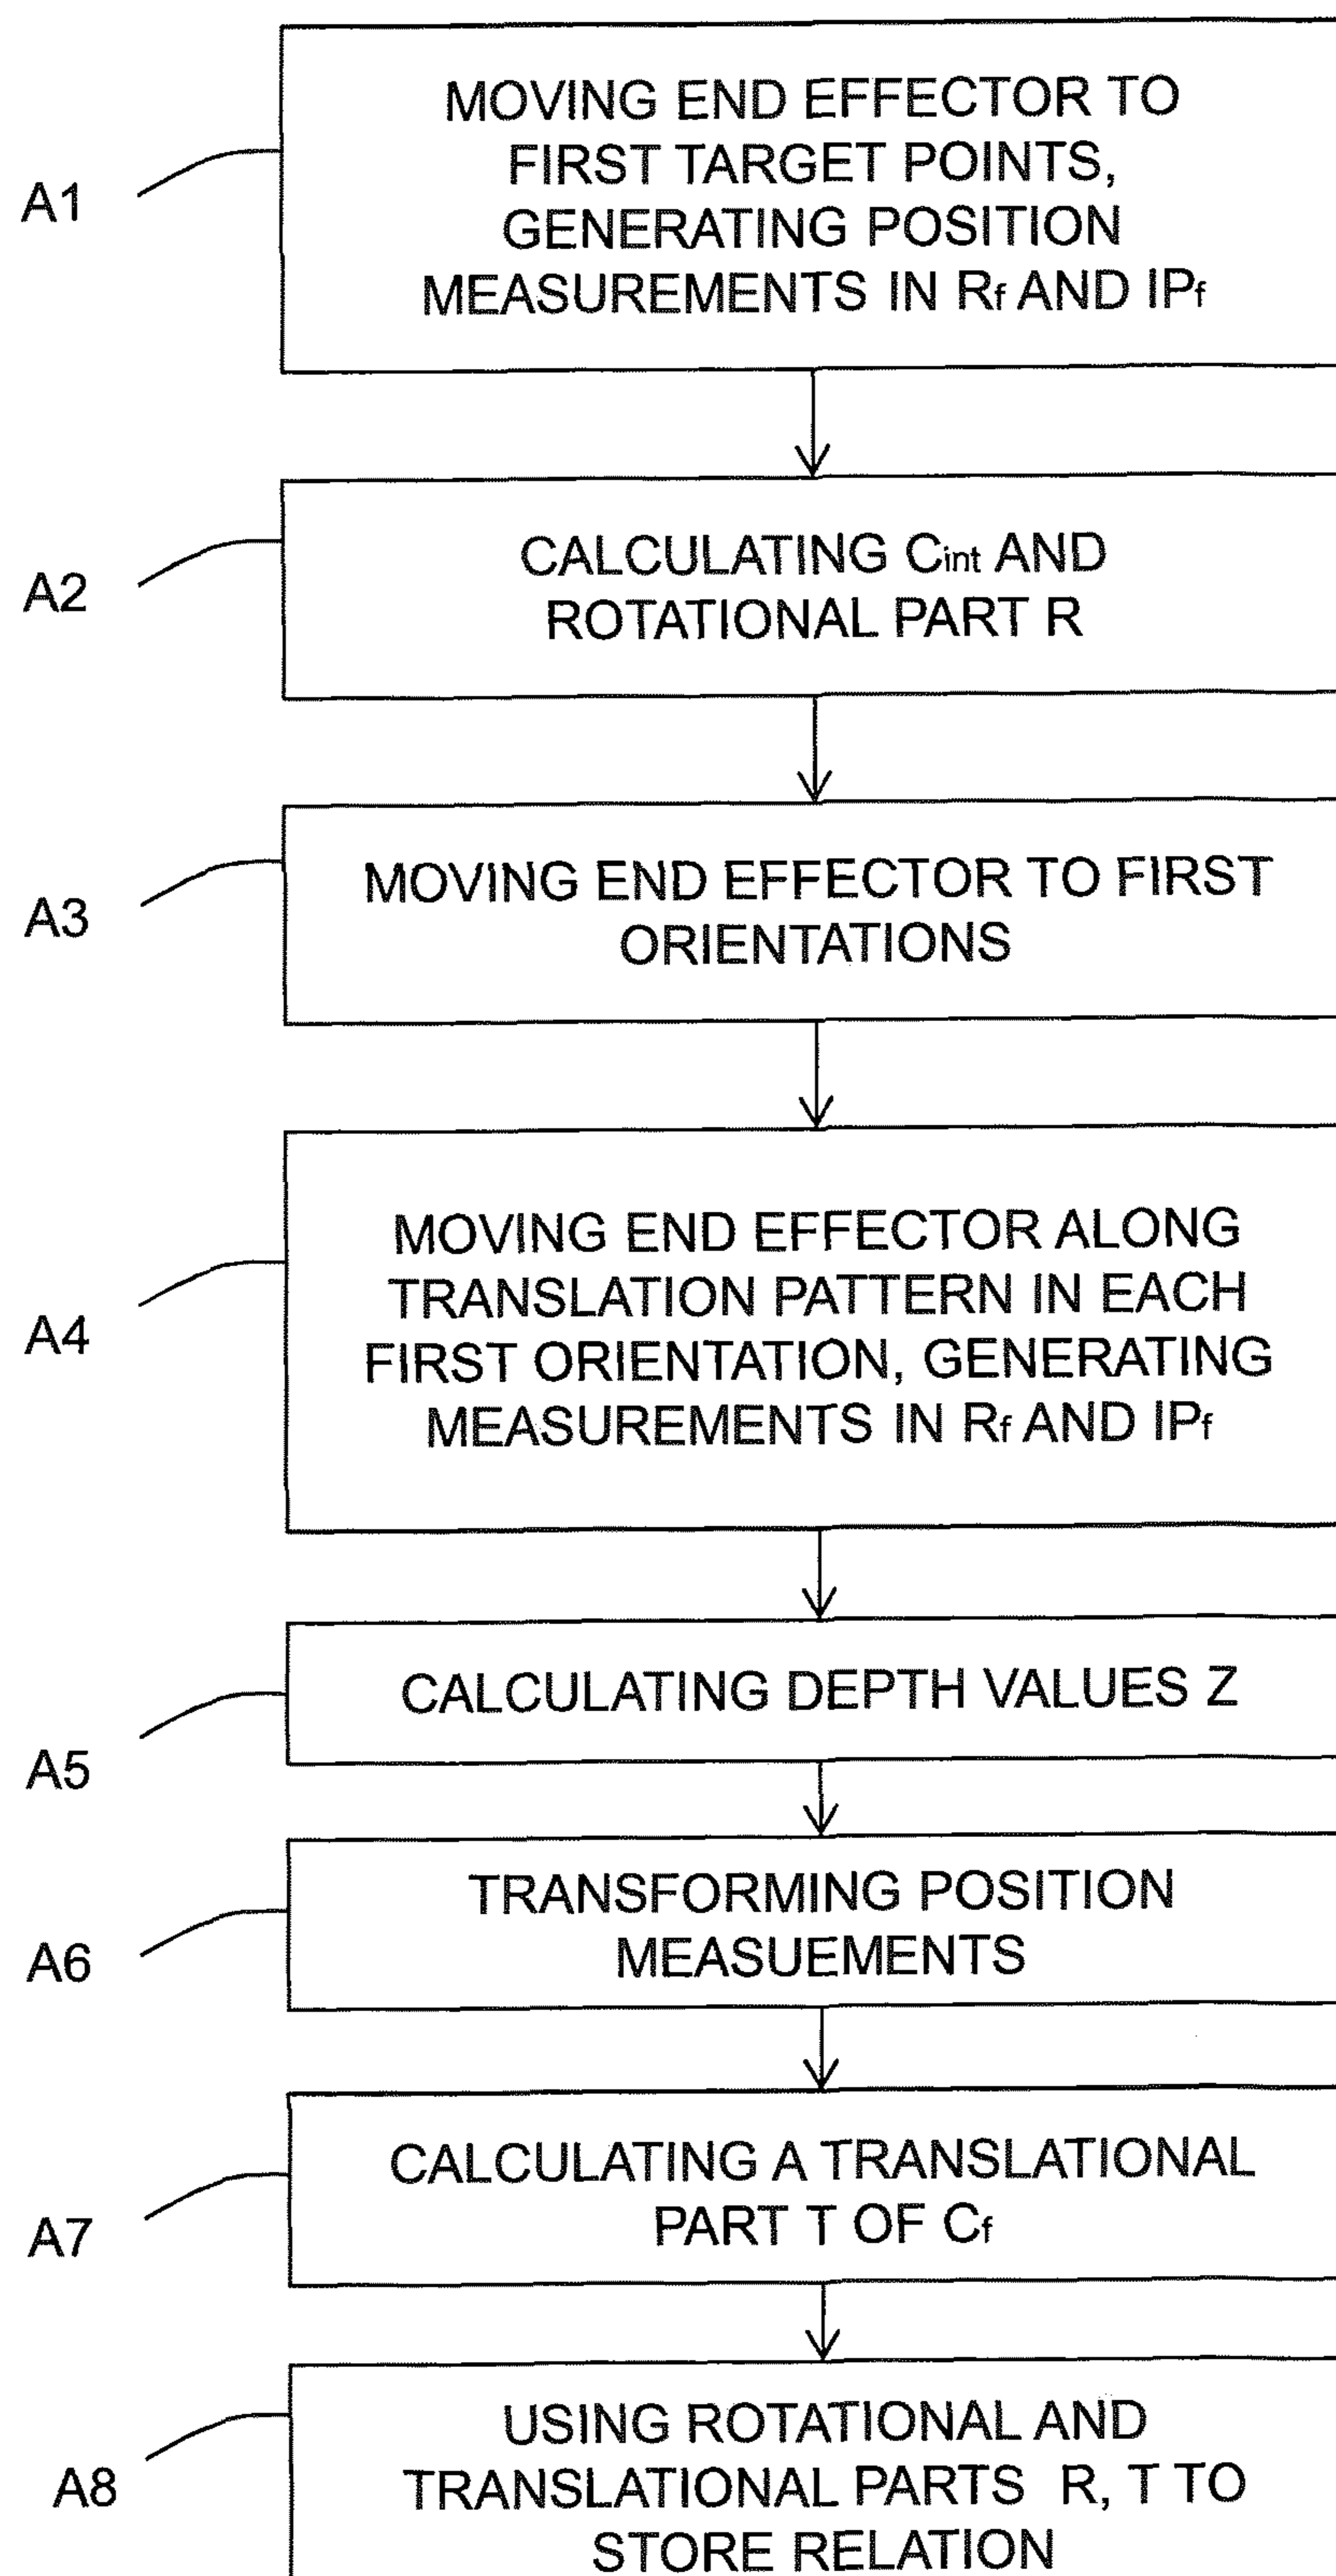 A1
MOVING END EFFECTOR TO
FIRST TARGET POINTS,
GENERATING POSITION
MEASUREMENTS IN Rf AND IPf
A2
CALCULATING Cint AND
ROTATIONAL PART R
A3
MOVING END EFFECTOR TO FIRST
ORIENTATIONS
A4
MOVING END EFFECTOR ALONG
TRANSLATION PATTERN IN EACH
FIRST ORIENTATION, GENERATING
MEASUREMENTS IN Rf AND IPf
A5
CALCULATING DEPTH VALUES Z
A6
TRANSFORMING POSITION
MEASUEMENTS
A7
CALCULATING A TRANSLATIONAL
PART T OF Cf
A8
USING ROTATIONAL AND
TRANSLATIONAL PARTS R, T TO
STORE RELATION